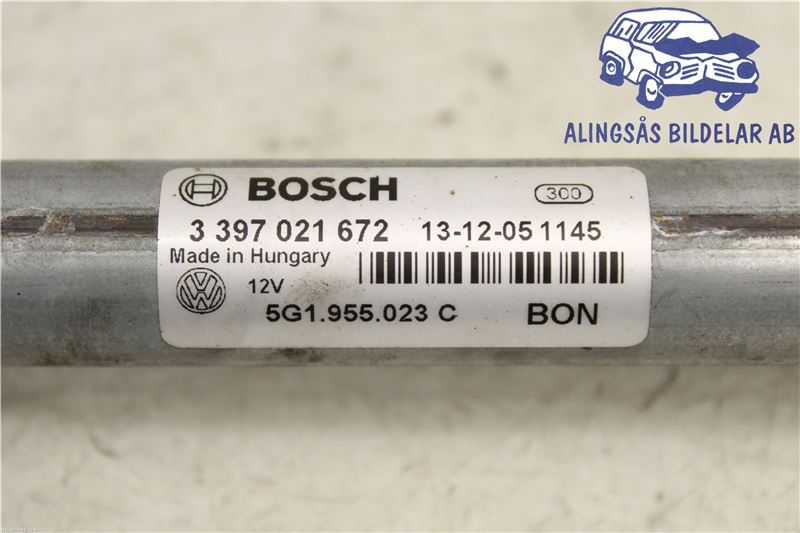 ALINGSÅS BILDELAR AB
BOSCH
300
3 397 021 672 13-12-05 1145
Made in Hungary
12V
5G1.955.023 C BON